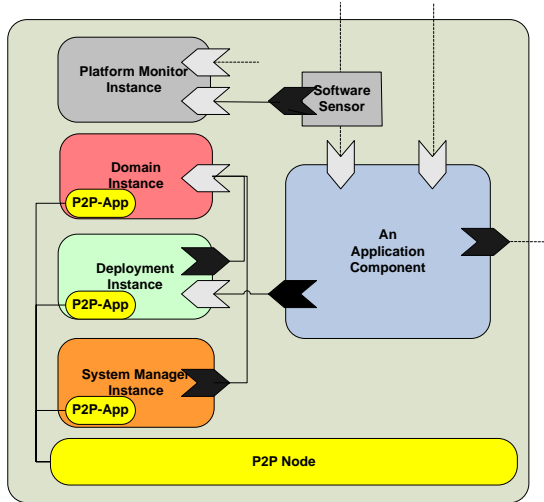 Platform Monitor
Instance
Software
Sensor
Domain
Instance
P2P-App
An
Application
Component
Deployment
Instance
P2P-App
System Manager
Instance
P2P-App
P2P Node